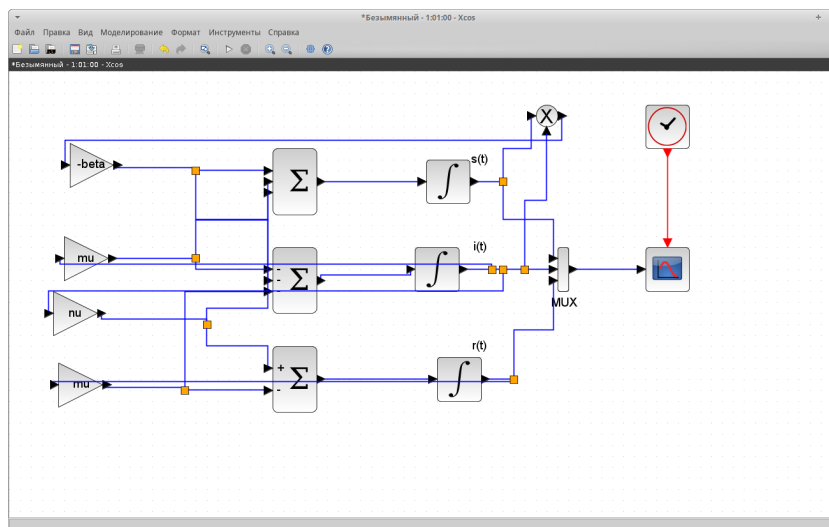 *Безымянный - 1:01:00 - Xcos
Файл Правка Вид Моделирование Формат Инструменты Справка
*Безымянный - 1:01:00 - Xcos
X
-beta
Σ
∫
s(t)
mu
-
-
-
Σ
∫
i(t)
MUX
nu
mu
+
-
Σ
∫
r(t)